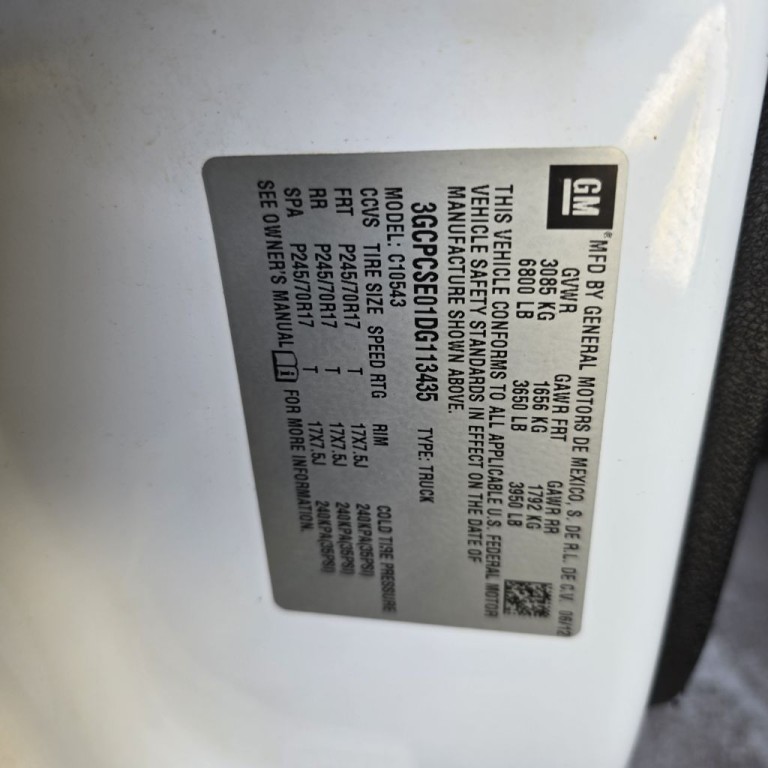 GM® MFD BY GENERAL MOTORS DE MEXICO, S. DE R.L. DE C.V. 06/12
GVWR GAWR FRT GAWR RR
3085 KG 1656 KG 1792 KG
6800 LB 3650 LB 3950 LB
THIS VEHICLE CONFORMS TO ALL APPLICABLE U.S. FEDERAL MOTOR
VEHICLE SAFETY STANDARDS IN EFFECT ON THE DATE OF
MANUFACTURE SHOWN ABOVE.
3GCPCSE01DG113435 TYPE: TRUCK
MODEL: C10543
CCVS TIRE SIZE SPEED RTG RIM COLD TIRE PRESSURE
FRT P245/70R17 T 17X7.5J 240KPA(35PSI)
RR P245/70R17 T 17X7.5J 240KPA(35PSI)
SPA P245/70R17 T 17X7.5J 240KPA(35PSI)
SEE OWNER'S MANUAL FOR MORE INFORMATION.